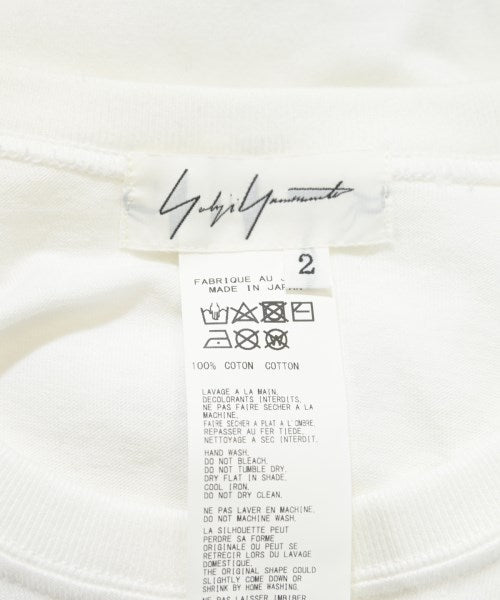 Yohji Yamamoto
2
FABRIQUE AU
MADE IN JAPAN
100% COTON COTTON
LAVAGE A LA MAIN.
DECOLORANTS INTERDITS.
NE PAS FAIRE SECHER A LA
MACHINE.
FAIRE SECHER A PLAT A L'OMBRE.
REPASSER AU FER TIEDE.
NETTOYAGE A SEC INTERDIT.
HAND WASH.
DO NOT BLEACH.
DO NOT TUMBLE DRY.
DRY FLAT IN SHADE.
COOL IRON.
DO NOT DRY CLEAN.
NE PAS LAVER EN MACHINE.
DO NOT MACHINE WASH.
LA SILHOUETTE PEUT
PERDRE SA FORME
ORIGINALE OU PEUT SE
RETRECIR LORS DU LAVAGE
DOMESTIQUE.
THE ORIGINAL SHAPE COULD
SLIGHTLY COME DOWN OR
SHRINK BY HOME WASHING.
NE PAS LAISSER IMBIBER